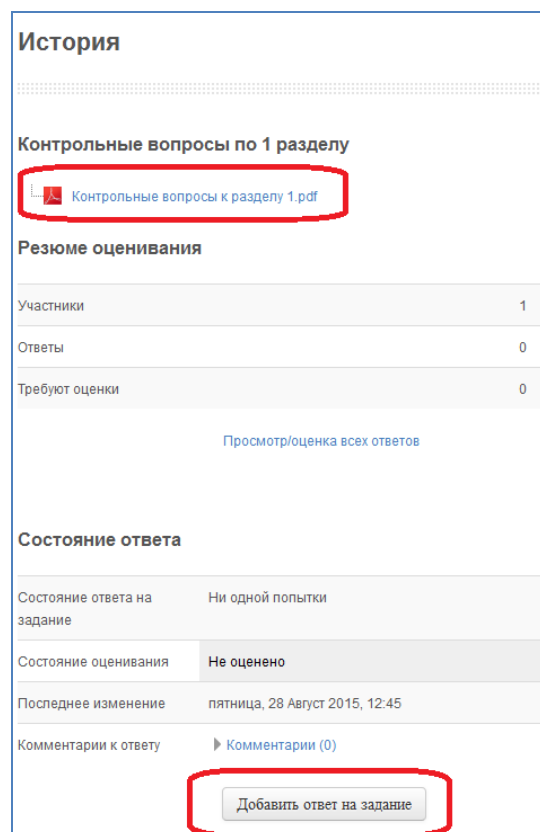 История
Контрольные вопросы по 1 разделу
Контрольные вопросы к разделу 1.pdf
Резюме оценивания
Участники 1
Ответы 0
Требуют оценки 0
Просмотр/оценка всех ответов
Состояние ответа
Состояние ответа на Ни одной попытки
задание
Состояние оценивания Не оценено
Последнее изменение пятница, 28 Август 2015, 12:45
Комментарии к ответу Комментарии (0)
Добавить ответ на задание